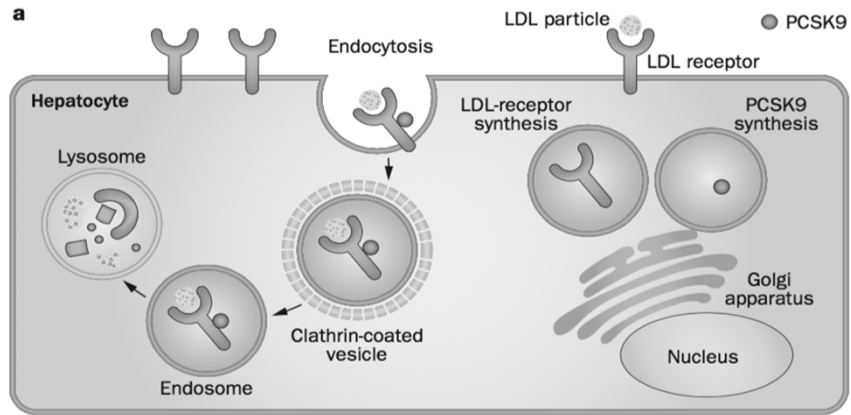 a
LDL particle
PCSK9
Endocytosis
LDL receptor
Hepatocyte
LDL-receptor
synthesis
PCSK9
synthesis
Lysosome
Golgi
apparatus
Clathrin-coated
vesicle
Nucleus
Endosome